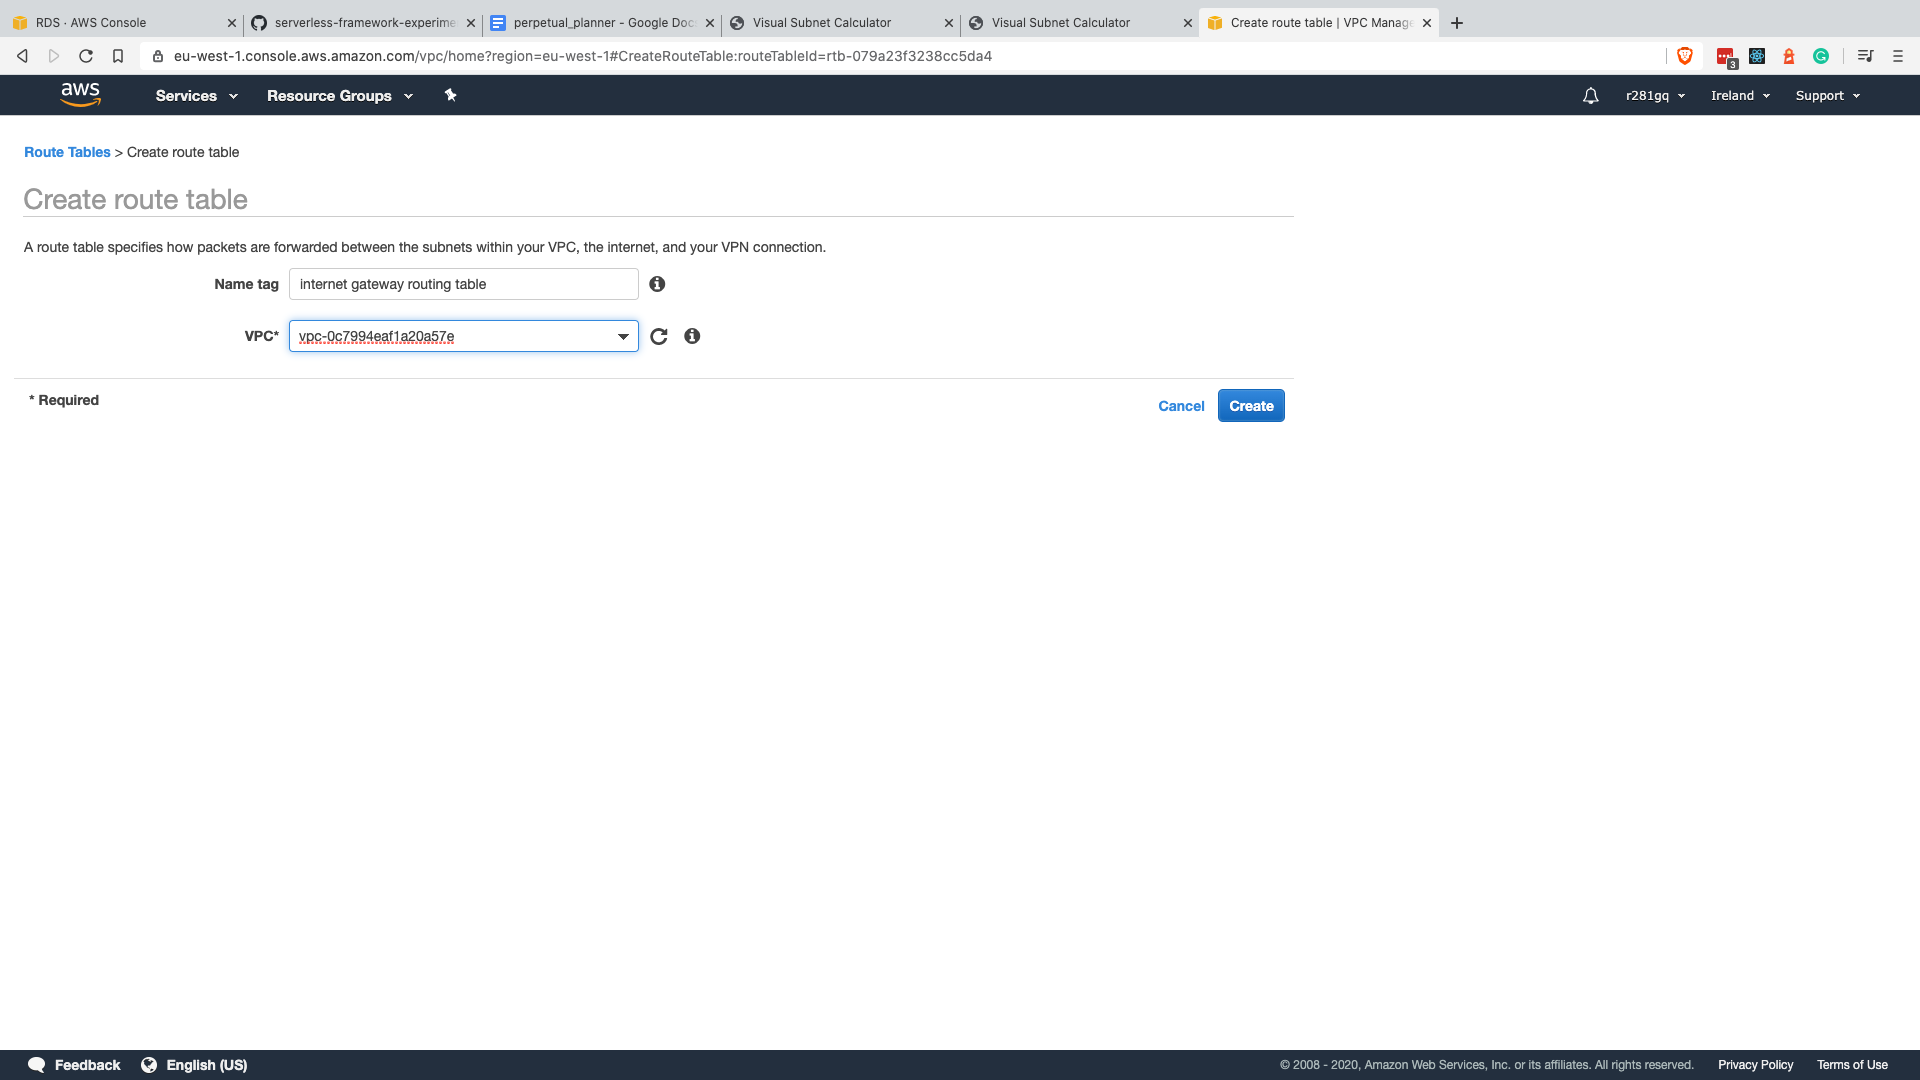 RDS · AWS Console
serverless-framework-experime
perpetual_planner - Google Doc
Visual Subnet Calculator
Visual Subnet Calculator
Create route table | VPC Manage
eu-west-1.console.aws.amazon.com/vpc/home?region=eu-west-1#CreateRouteTable:routeTableId=rtb-079a23f3238cc5da4
3
aws
Services
Resource Groups
r281gq
Ireland
Support
Route Tables > Create route table
Create route table
A route table specifies how packets are forwarded between the subnets within your VPC, the internet, and your VPN connection.
Name tag
internet gateway routing table
VPC*
vpc-0c7994eaf1a20a57e
* Required
Cancel
Create
Feedback
English (US)
© 2008 - 2020, Amazon Web Services, Inc. or its affiliates. All rights reserved.
Privacy Policy
Terms of Use